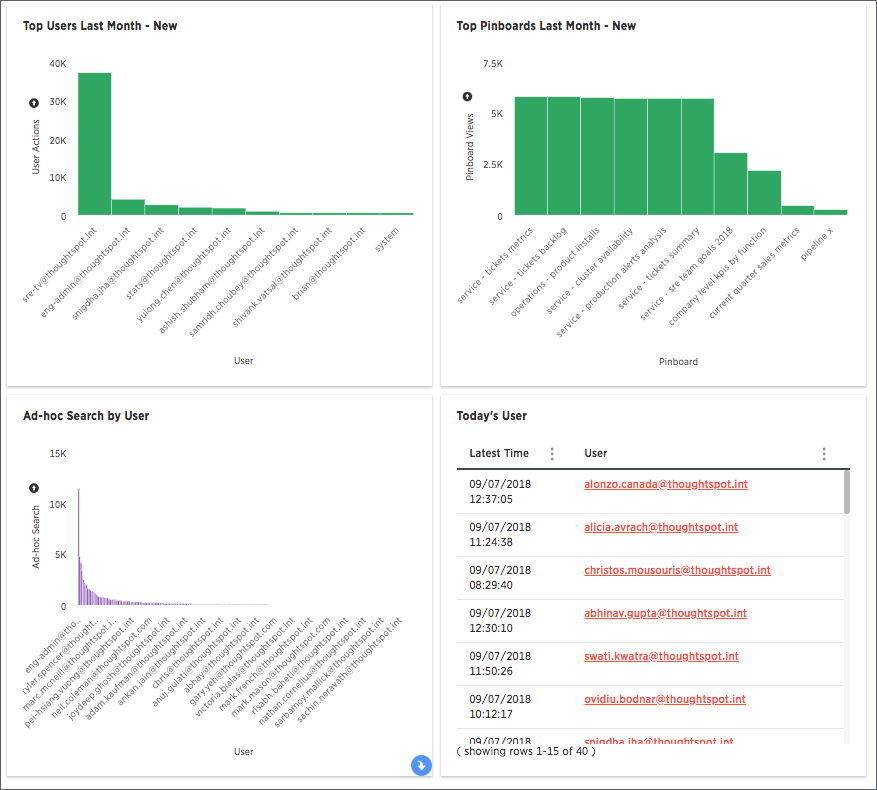 Top Users Last Month - New
40K
30K
20K
10K
0
User Actions
sre-tv@thoughtspot.int
eng-admin@thoughtspot.int
snigdha.jha@thoughtspot.int
stats@thoughtspot.int
yulong.chen@thoughtspot.int
ashish.shubham@thoughtspot.int
samridh.choubey@thoughtspot.int
shivank.vatsal@thoughtspot.int
brian@thoughtspot.int
system
User
Top Pinboards Last Month - New
7.5K
5K
2.5K
0
Pinboard Views
service - tickets metrics
service - tickets backlog
operations - product installs
service - cluster availability
service - production alerts analysis
service - tickets summary
service - sre team goals 2018
company level kpis by function
current quarter sales metrics
pipeline x
Pinboard
Ad-hoc Search by User
15K
10K
5K
0
Ad-hoc Search
eng-admin@tho..
cyler.spencer@thought..
marc.mcneill@thoughtspot.i..
pei-hsiang.vuong@thoughtspot.int
neil.coleman@thoughtspot.com
joydeep.ghosh@thoughtspot.int
adam.kaufman@thoughtspot.int
ankan.jain@thoughtspot.int
chris@thoughtspot.int
anuj.gulati@thoughtspot.int
abhay@thoughtspot.int
gary.yeh@thoughtspot.com
victoria.bialas@thoughtspot.int
mark.french@thoughtspot.int
mark.mason@thoughtspot.com
risabh.baheti@thoughtspot.int
nathan.cornelius@thoughtspot.int
sarbamoy.mallick@thoughtspot.int
sachin.neravath@thoughtspot.int
User
Today's User
Latest Time User
09/07/2018 alonzo.canada@thoughtspot.int
12:37:05
09/07/2018 alicia.avrach@thoughtspot.int
11:24:38
09/07/2018 christos.mousouris@thoughtspot.int
08:29:40
09/07/2018 abhinav.gupta@thoughtspot.int
12:30:10
09/07/2018 swati.kwatra@thoughtspot.int
11:50:26
09/07/2018 ovidiu.bodnar@thoughtspot.int
10:12:17
09/07/2018 snigdha.jha@thoughtspot.int
( showing rows 1-15 of 40 )